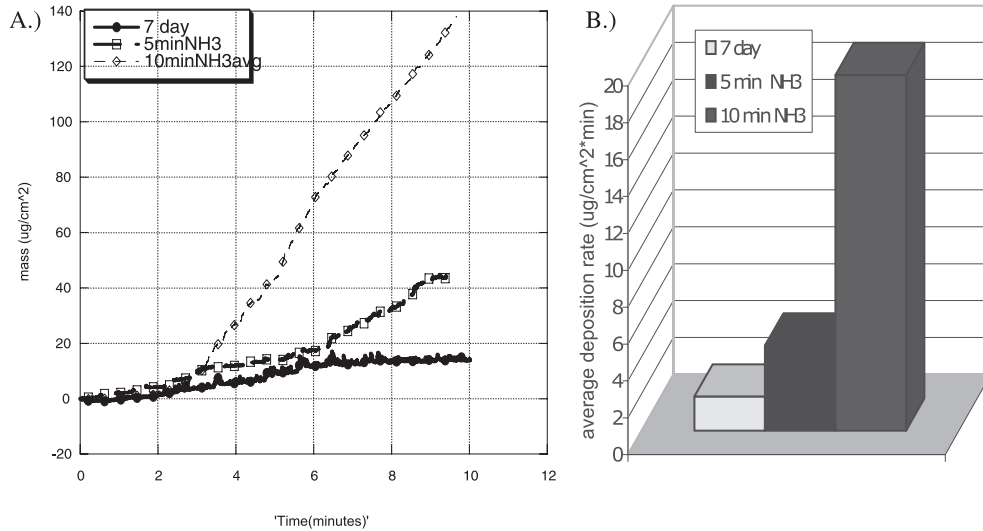 A.)
7 day
5minNH3
10minNH3avg
140
120
100
80
60
40
20
0
-20
mass (ug/cm^2)
0 2 4 6 8 10 12
'Time(minutes)'
B.)
7 day
5 min NH3
10 min NH3
20
18
16
14
12
10
8
6
4
2
0
average deposition rate (ug/cm^2*min)